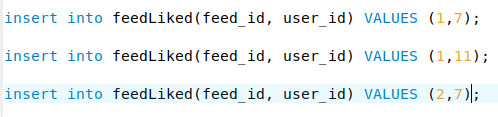 insert into feedLiked(feed_id, user_id) VALUES (1,7);
insert into feedLiked(feed_id, user_id) VALUES (1,11);
insert into feedLiked(feed_id, user_id) VALUES (2,7);